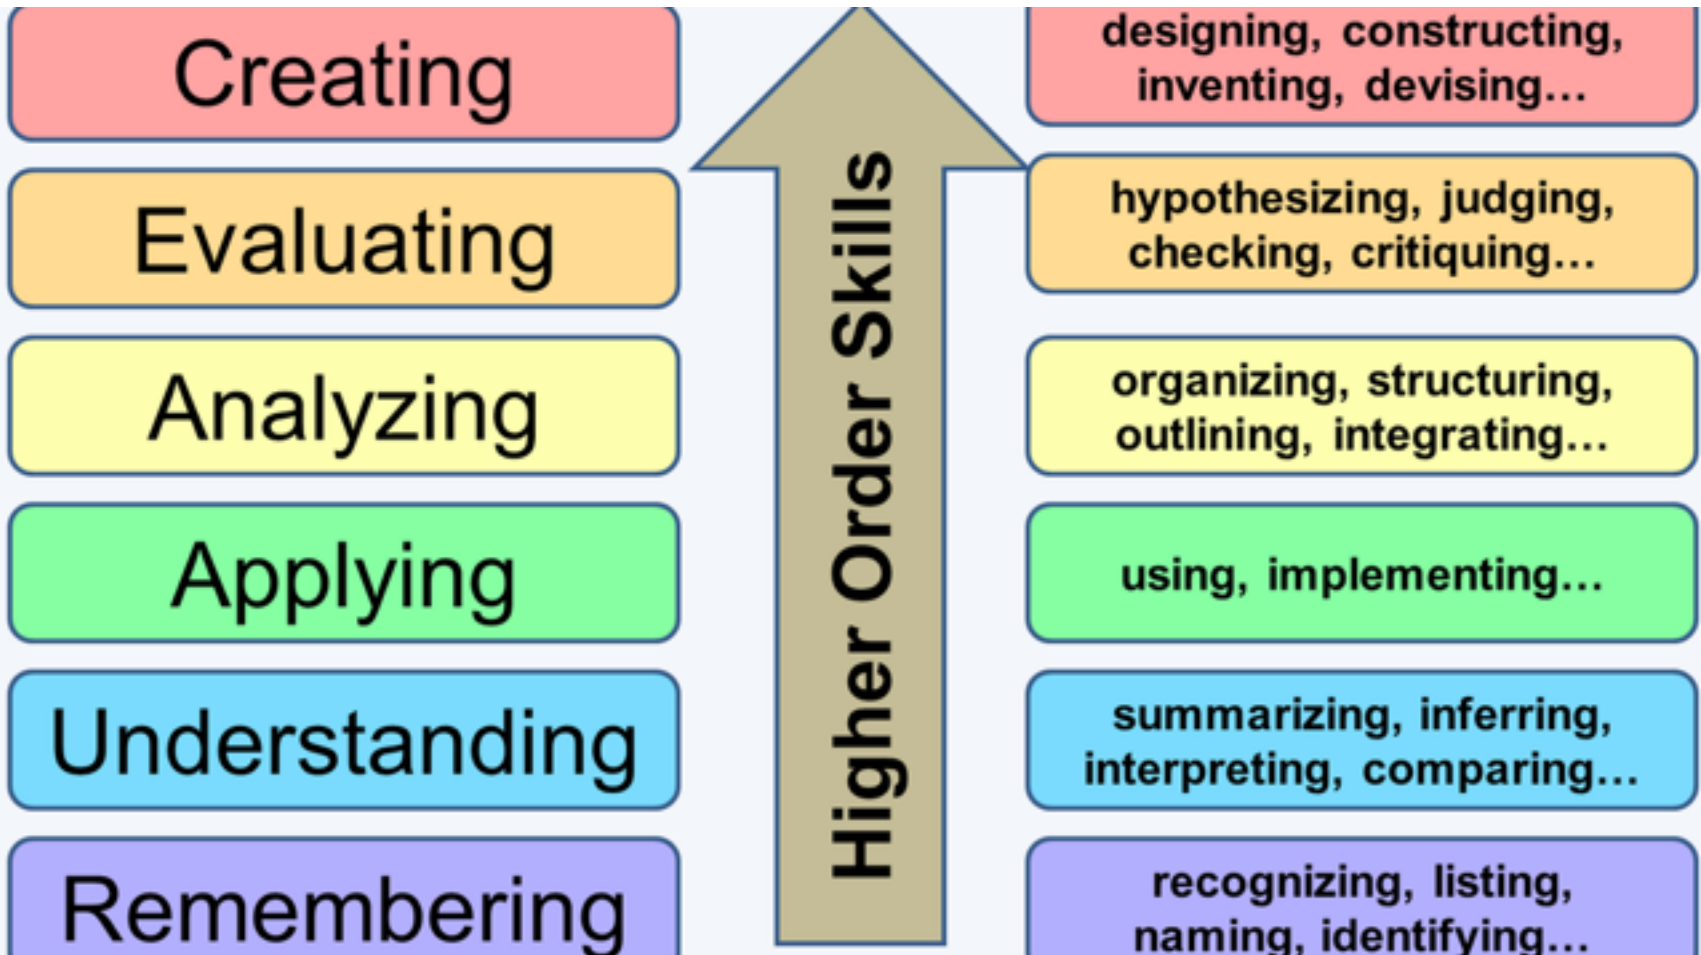 Creating
designing, constructing,
inventing, devising…
Evaluating
hypothesizing, judging,
checking, critiquing…
Analyzing
organizing, structuring,
outlining, integrating…
Applying
using, implementing…
Understanding
summarizing, inferring,
interpreting, comparing…
Remembering
recognizing, listing,
naming, identifying…
Higher Order Skills